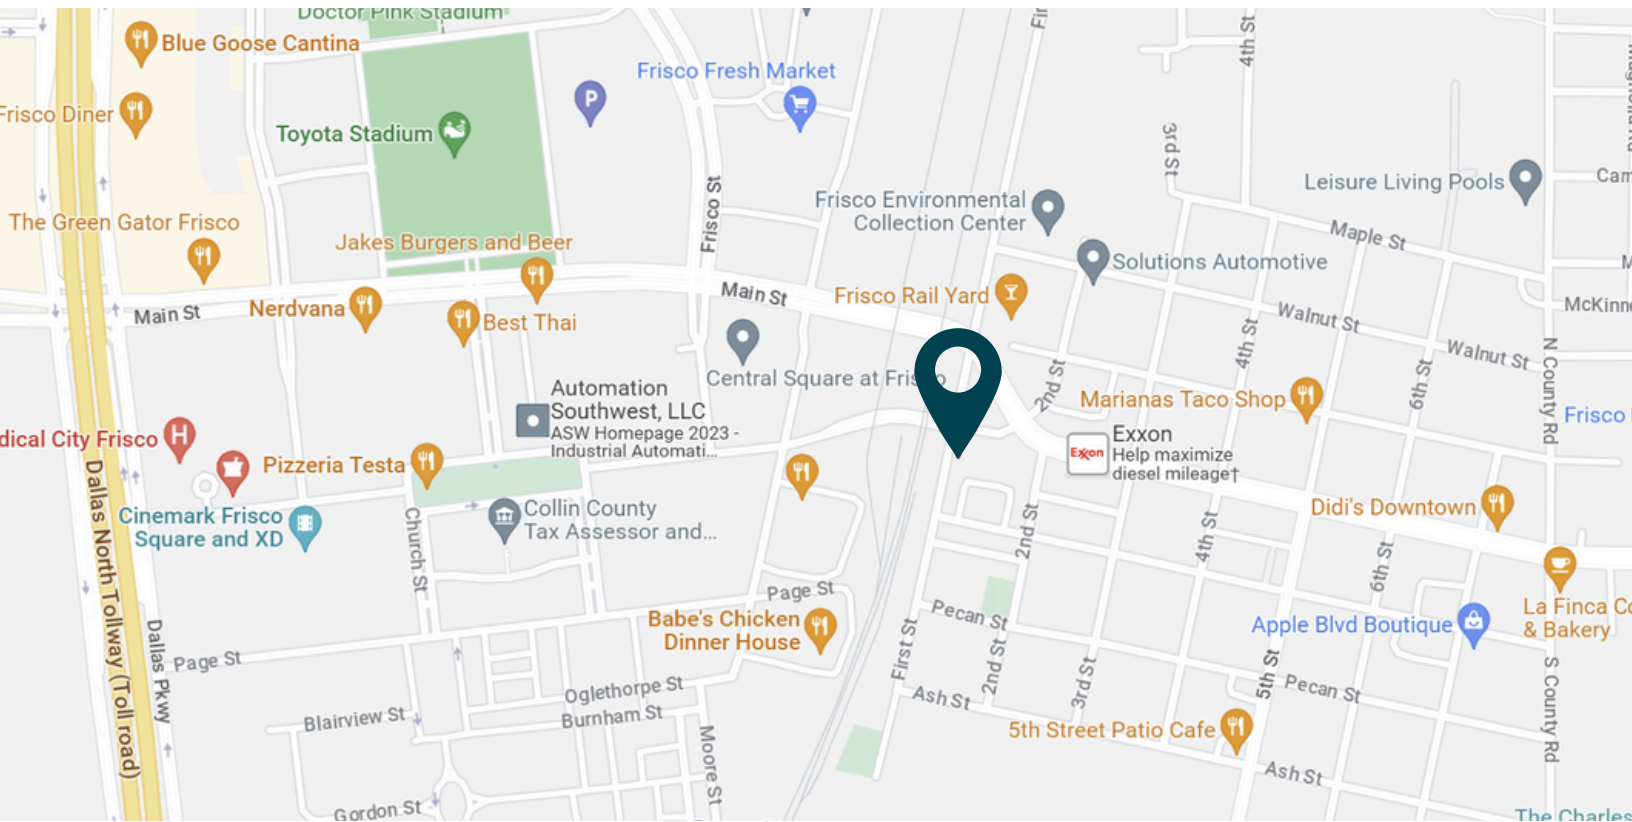 Doctor Pink Stadium
Blue Goose Cantina
4th St
Frisco Fresh Market
P
Frisco Diner
Toyota Stadium
3rd St
Leisure Living Pools
Frisco St
Frisco Environmental
Collection Center
The Green Gator Frisco
Maple St
Jakes Burgers and Beer
Solutions Automotive
Main St
Frisco Rail Yard
Main St
Nerdvana
Best Thai
Walnut St
4th St
Walnut St
N County Rd
6th St
2nd St
Central Square at
Automation
Southwest, LLC
ASW Homepage 2023 -
Industrial Automati...
Marianas Taco Shop
Frisco
dical City Frisco
H
Exxon
Exxon
Help maximize
diesel mileage†
Pizzeria Testa
Dallas North Tollway (Toll road)
Cinemark Frisco
Square and XD
Church St
Collin County
Tax Assessor and...
Didi's Downtown
2nd St
4th St
6th St
Page St
Pecan St
Babe's Chicken
Dinner House
Apple Blvd Boutique
La Finca
& Bakery
Dallas Pkwy
Page St
First St
2nd St
3rd St
5th St
Pecan St
S County Rd
Oglethorpe St
Blairview St
Burnham St
Ash St
5th Street Patio Cafe
Moore St
Ash St
Gordon St
The Charles